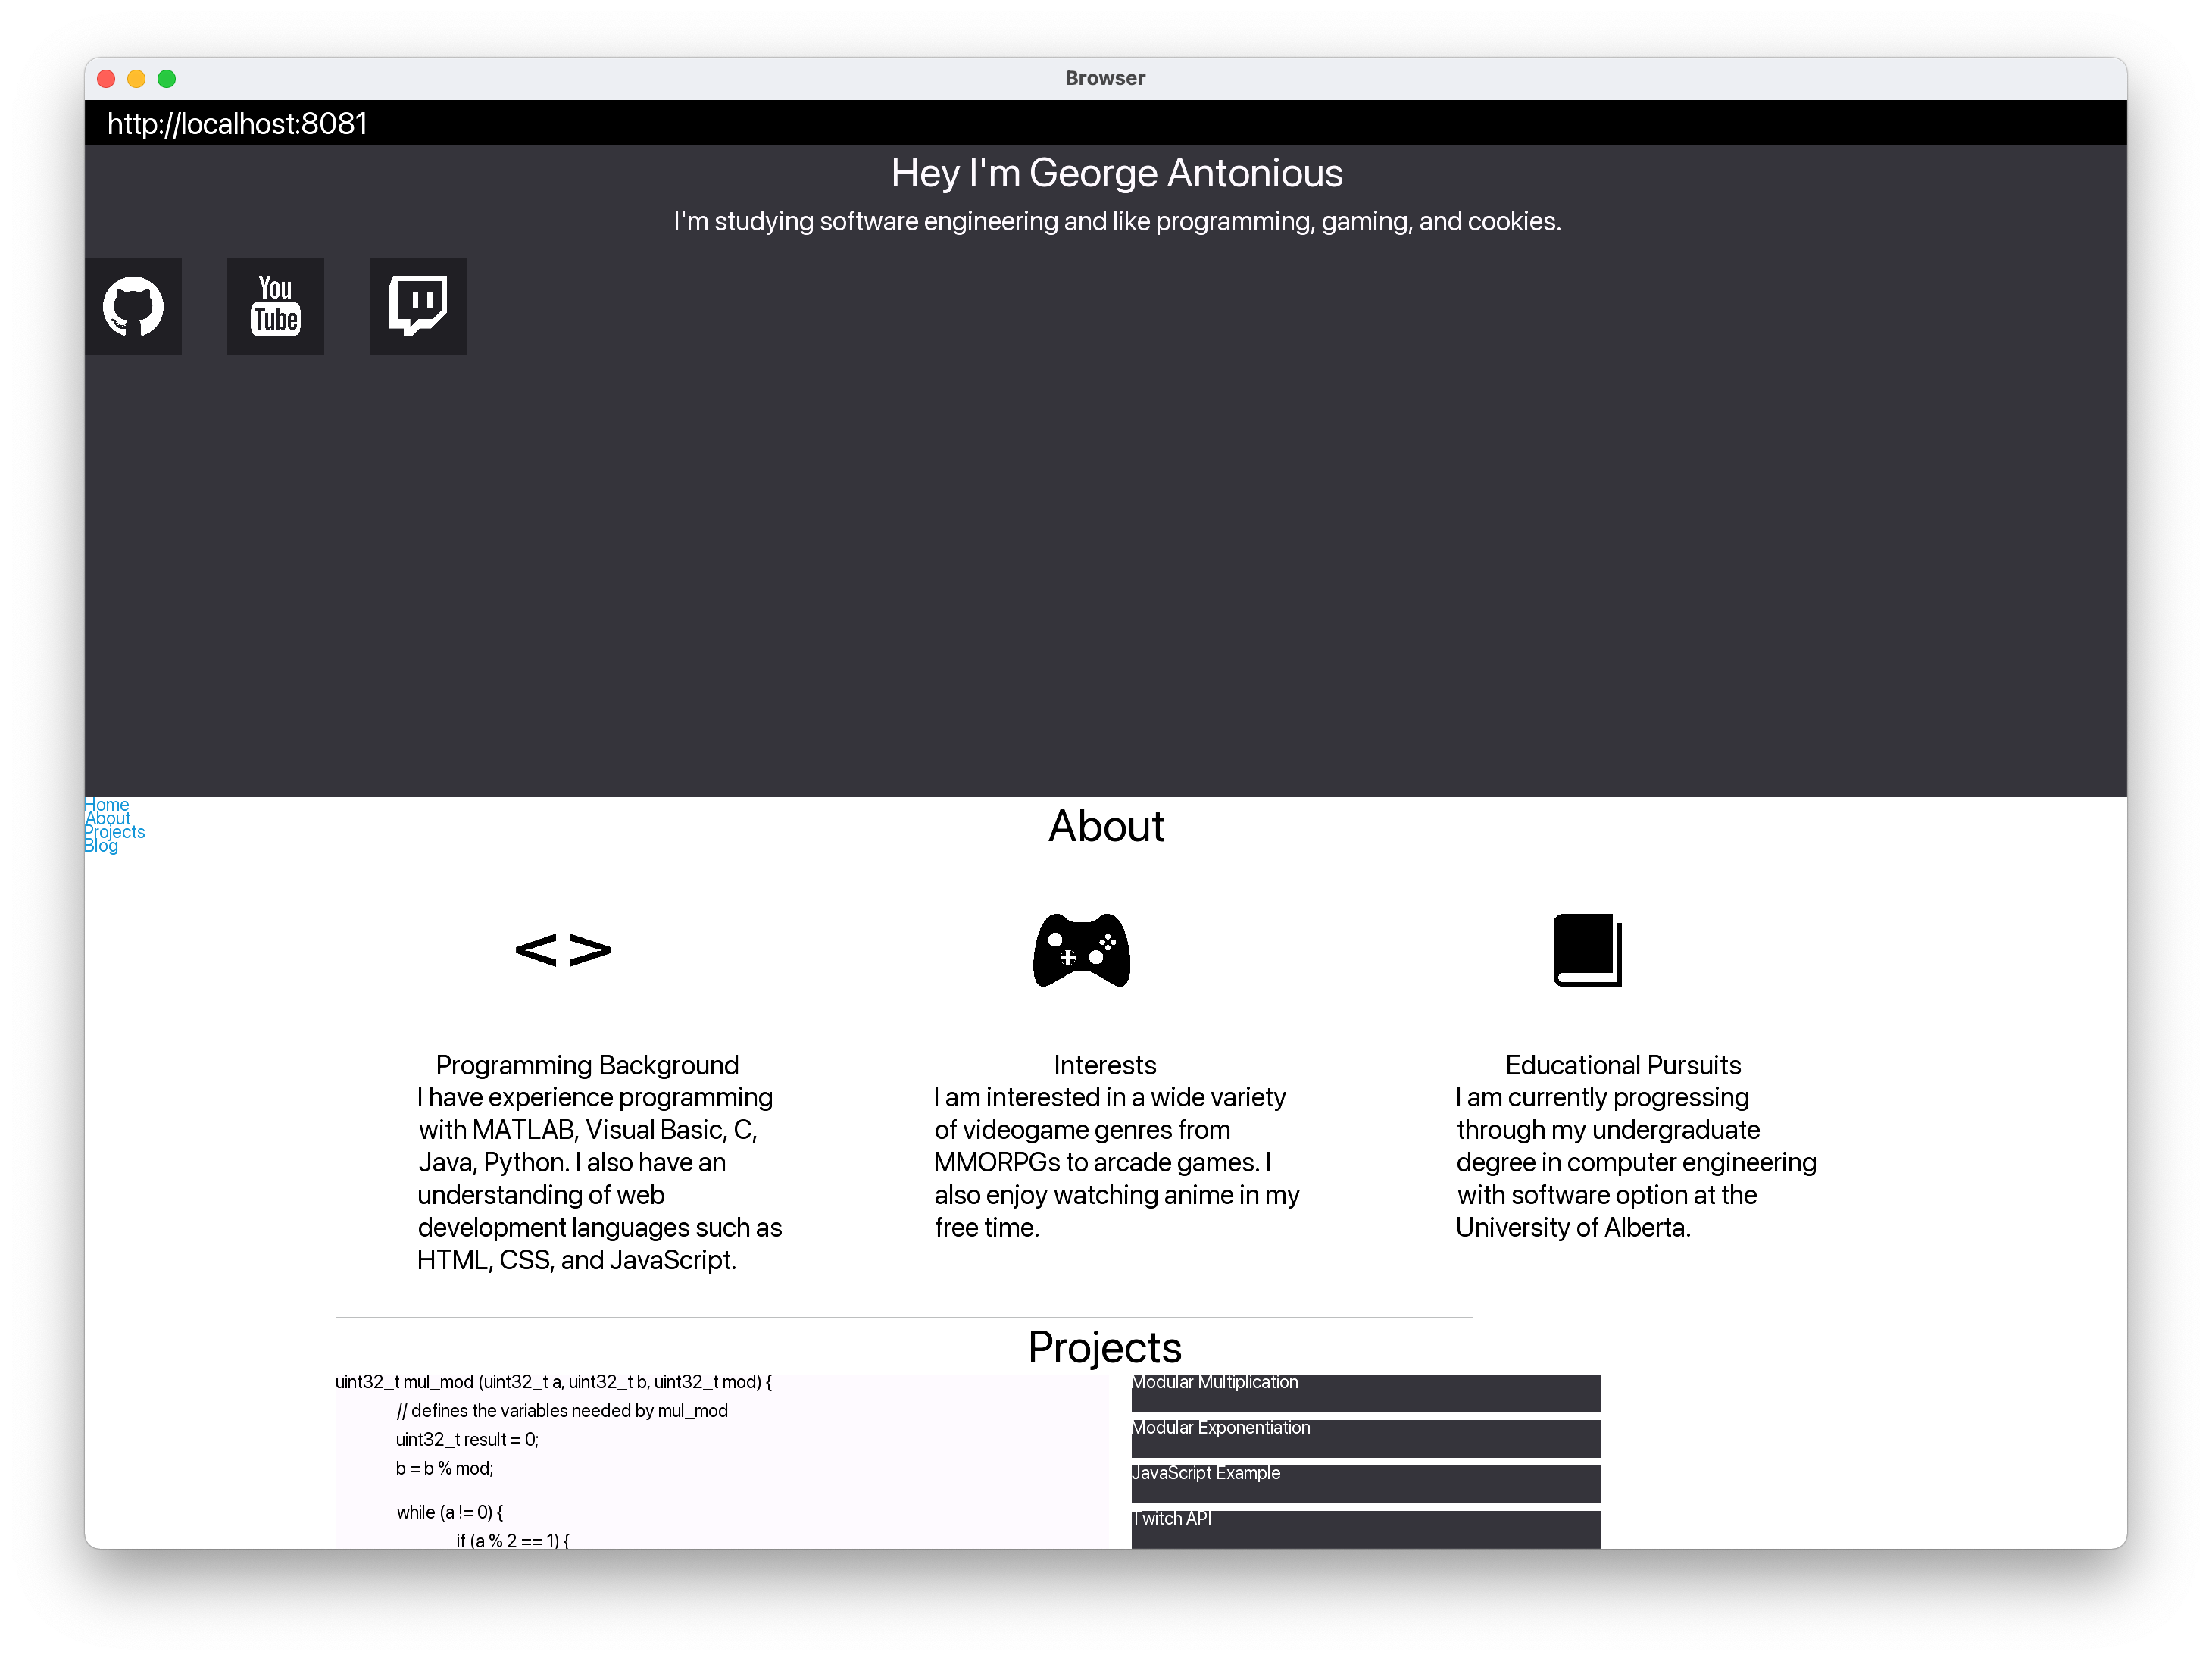 Browser
http://localhost:8081
Hey I'm George Antonious
I'm studying software engineering and like programming, gaming, and cookies.
You
Tube
Home
About
Projects
Blog
About
< >
Programming Background
I have experience programming
with MATLAB, Visual Basic, C,
Java, Python. I also have an
understanding of web
development languages such as
HTML, CSS, and JavaScript.
Interests
I am interested in a wide variety
of videogame genres from
MMORPGs to arcade games. I
also enjoy watching anime in my
free time.
Educational Pursuits
I am currently progressing
through my undergraduate
degree in computer engineering
with software option at the
University of Alberta.
Projects
uint32_t mul_mod (uint32_t a, uint32_t b, uint32_t mod) {
// defines the variables needed by mul_mod
uint32_t result = 0;
b = b % mod;
while (a != 0) {
if (a % 2 == 1) {
Modular Multiplication
Modular Exponentiation
JavaScript Example
Twitch API